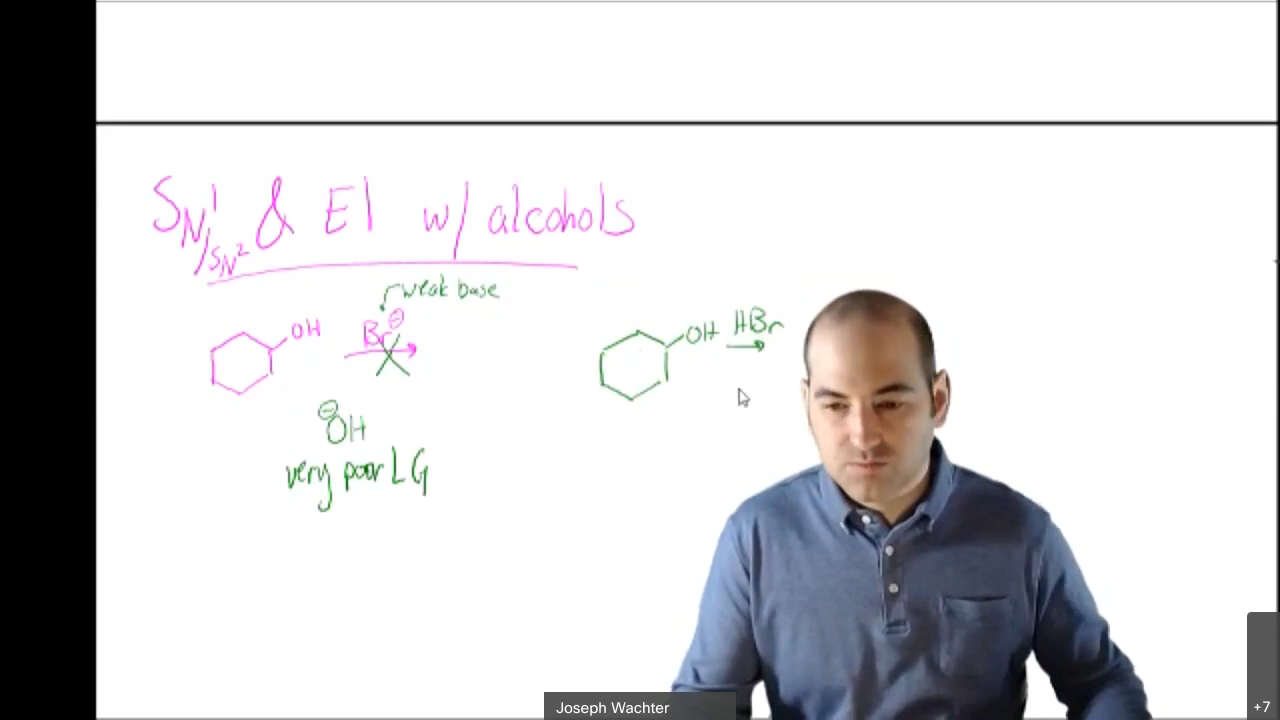 SN1/SN2 & E1 w/ alcohols
weak base
OH Br⊖
OH HBr
⊖OH
very poor LG
Joseph Wachter
+7